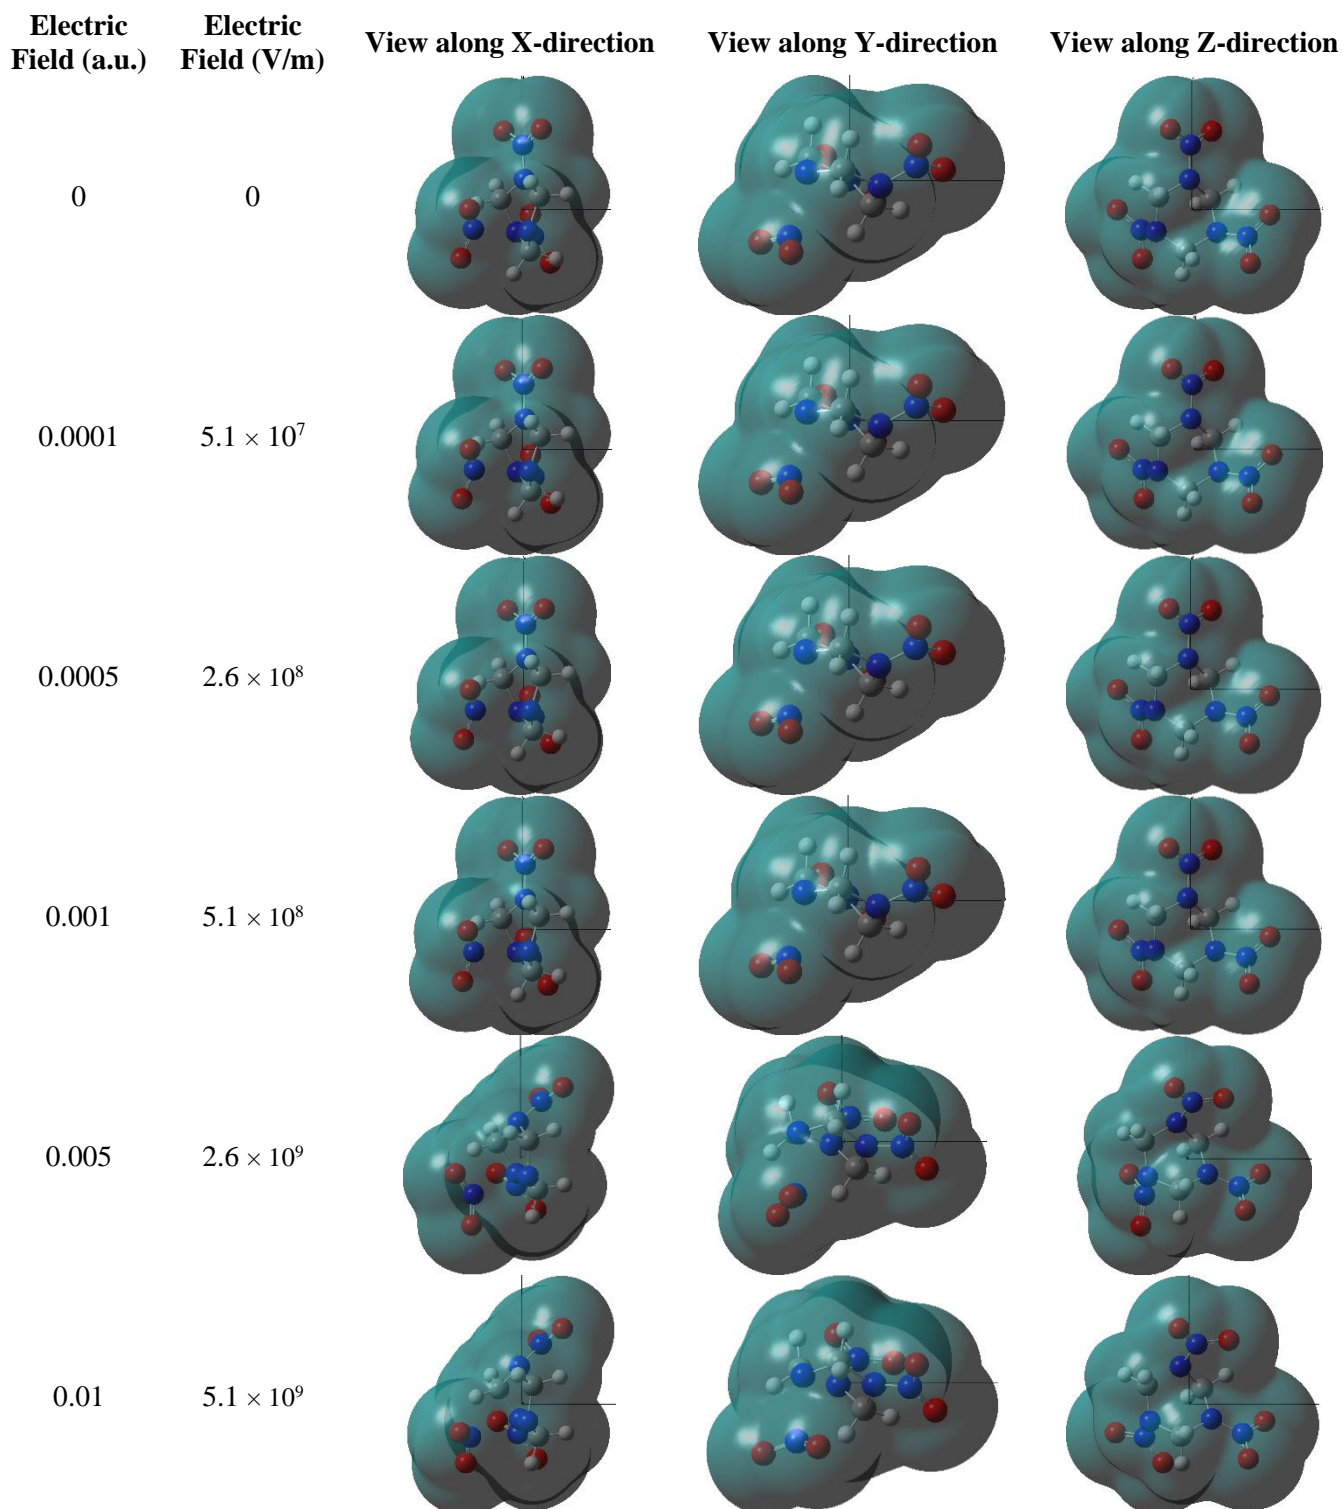 Electric Field (a.u.) Electric Field (V/m) View along X-direction View along Y-direction View along Z-direction
0 0
0.0001 5.1 × 10⁷
0.0005 2.6 × 10⁸
0.001 5.1 × 10⁸
0.005 2.6 × 10⁹
0.01 5.1 × 10⁹